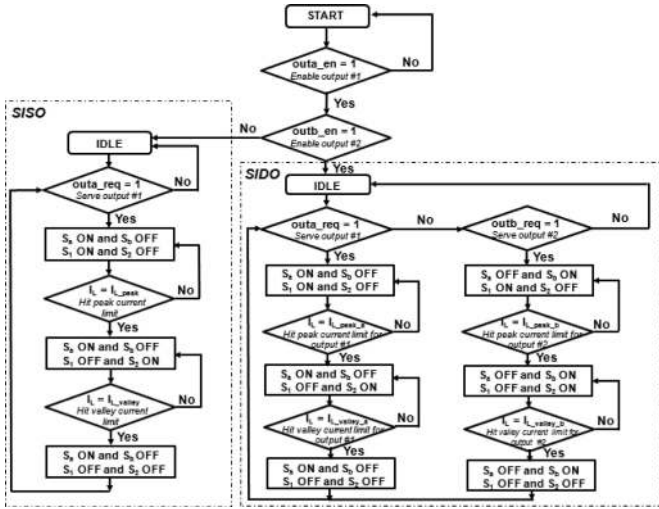 START
outa_en = 1
Enable output #1
No
Yes
outb_en = 1
Enable output #2
No
Yes
SISO
IDLE
outa_req = 1
Serve output #1
No
Yes
Sa ON and Sb OFF
S1 ON and S2 OFF
IL = IL_peak
Hit peak current
limit
No
Yes
Sa ON and Sb OFF
S1 OFF and S2 ON
IL = IL_valley
Hit valley current
limit
No
Yes
Sa ON and Sb OFF
S1 OFF and S2 OFF
SIDO
IDLE
outa_req = 1
Serve output #1
No
Yes
Sa ON and Sb OFF
S1 ON and S2 OFF
IL = IL_peak_a
Hit peak current limit for
output #1
No
Yes
Sa ON and Sb OFF
S1 OFF and S2 ON
IL = IL_valley_a
Hit valley current limit for
output #1
No
Yes
Sa ON and Sb OFF
S1 OFF and S2 OFF
outb_req = 1
Serve output #2
No
Yes
Sa OFF and Sb ON
S1 ON and S2 OFF
IL = IL_peak_b
Hit peak current limit for
output #2
No
Yes
Sa OFF and Sb ON
S1 OFF and S2 ON
IL = IL_valley_b
Hit valley current limit for
output #2
No
Yes
Sa OFF and Sb ON
S1 OFF and S2 OFF